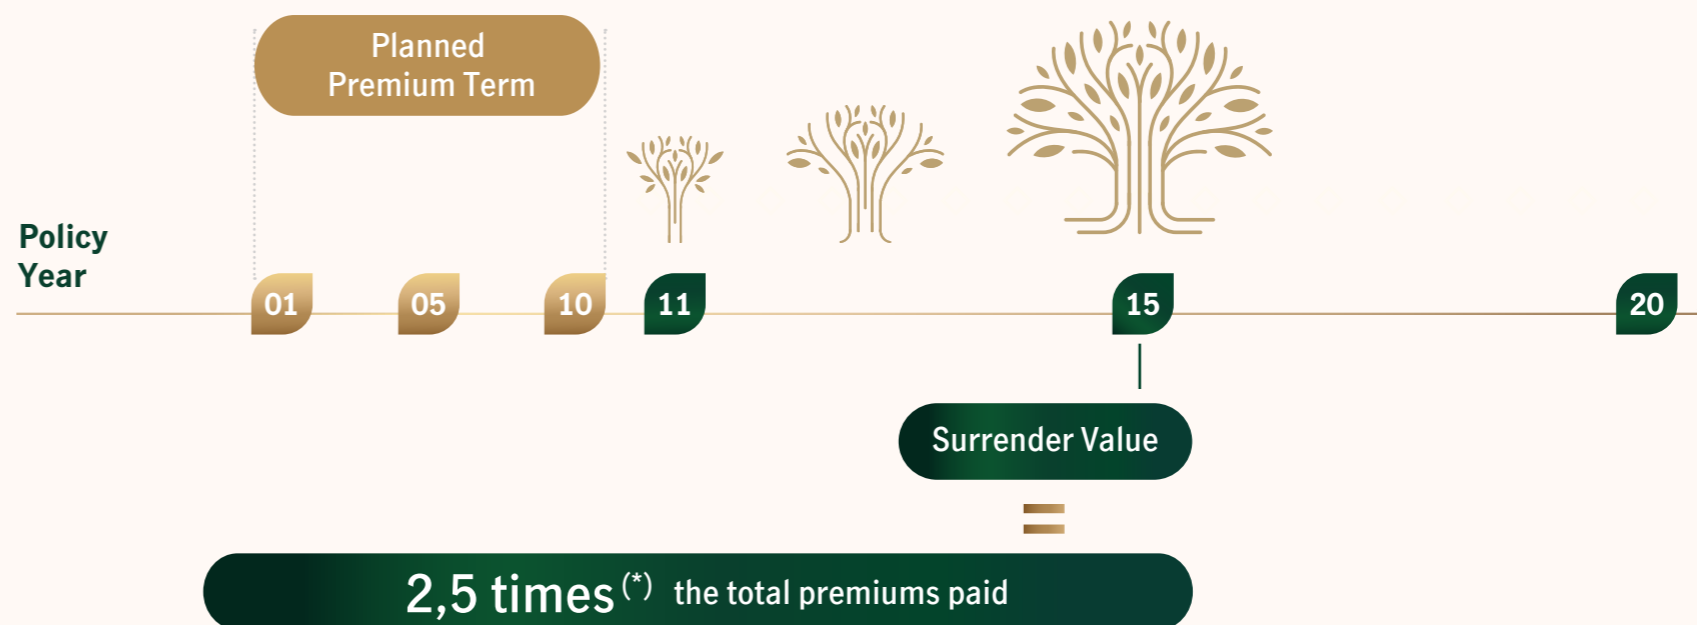 Planned
Premium Term
Policy
Year
01 05 10 11 15 20
Surrender Value
=
2,5 times(*) the total premiums paid